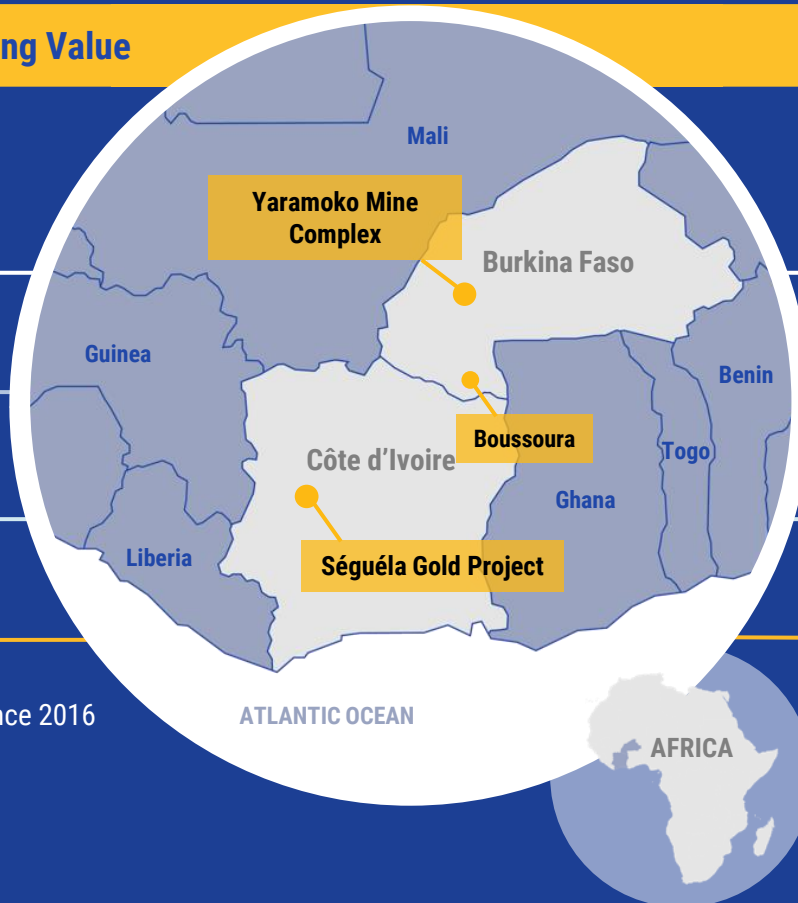 ng Value
Mali
Yaramoko Mine
Complex
Burkina Faso
Guinea
Benin
Boussoura
Côte d’Ivoire
Togo
Ghana
Liberia
Séguéla Gold Project
ATLANTIC OCEAN
ce 2016
AFRICA